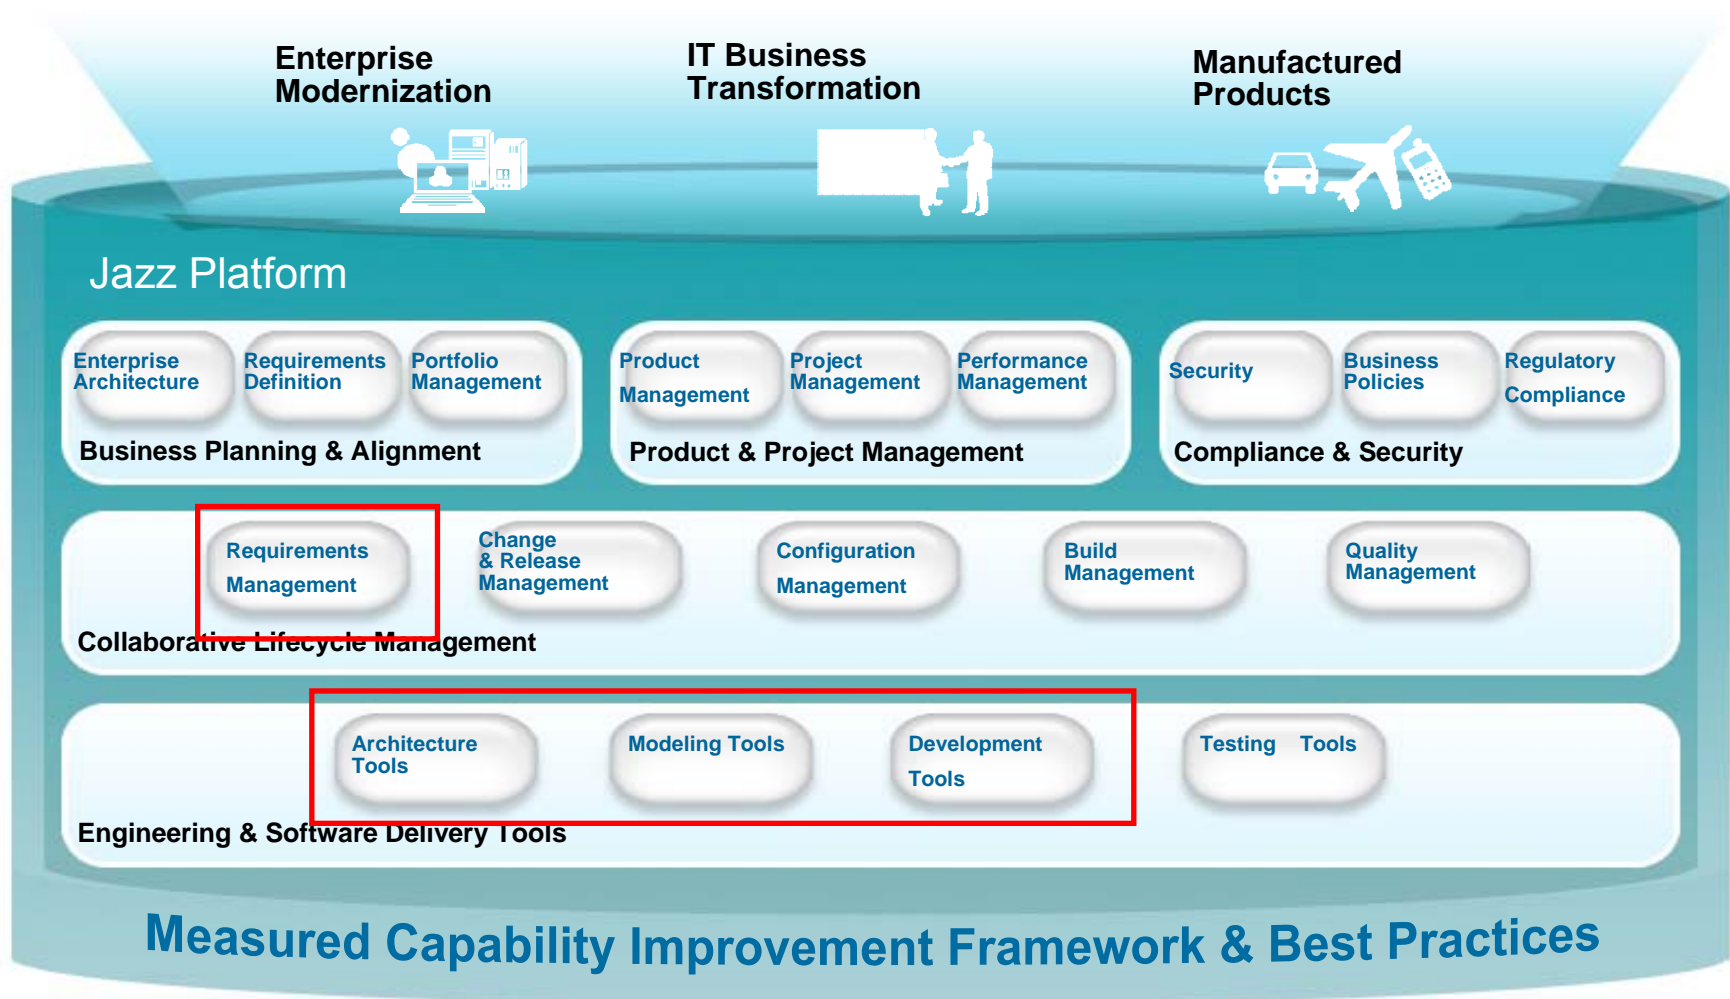 Enterprise
Modernization
IT Business
Transformation
Manufactured
Products
Jazz Platform
Enterprise
Architecture
Requirements
Definition
Portfolio
Management
Business Planning & Alignment
Product
Management
Project
Management
Performance
Management
Product & Project Management
Security
Business
Policies
Regulatory
Compliance
Compliance & Security
Requirements
Management
Change
& Release
Management
Configuration
Management
Build
Management
Quality
Management
Collaborative Lifecycle Management
Architecture
Tools
Modeling Tools
Development
Tools
Testing Tools
Engineering & Software Delivery Tools
Measured Capability Improvement Framework & Best Practices